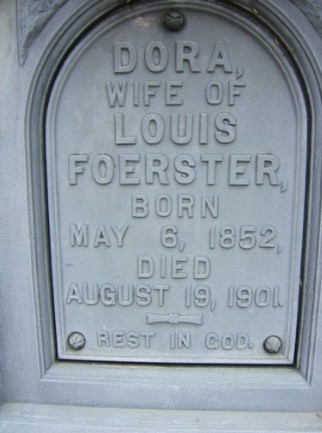 DORA,
WIFE OF
LOUIS
FOERSTER,
BORN
MAY 6, 1852,
DIED
AUGUST 19, 1901.
REST IN GOD.